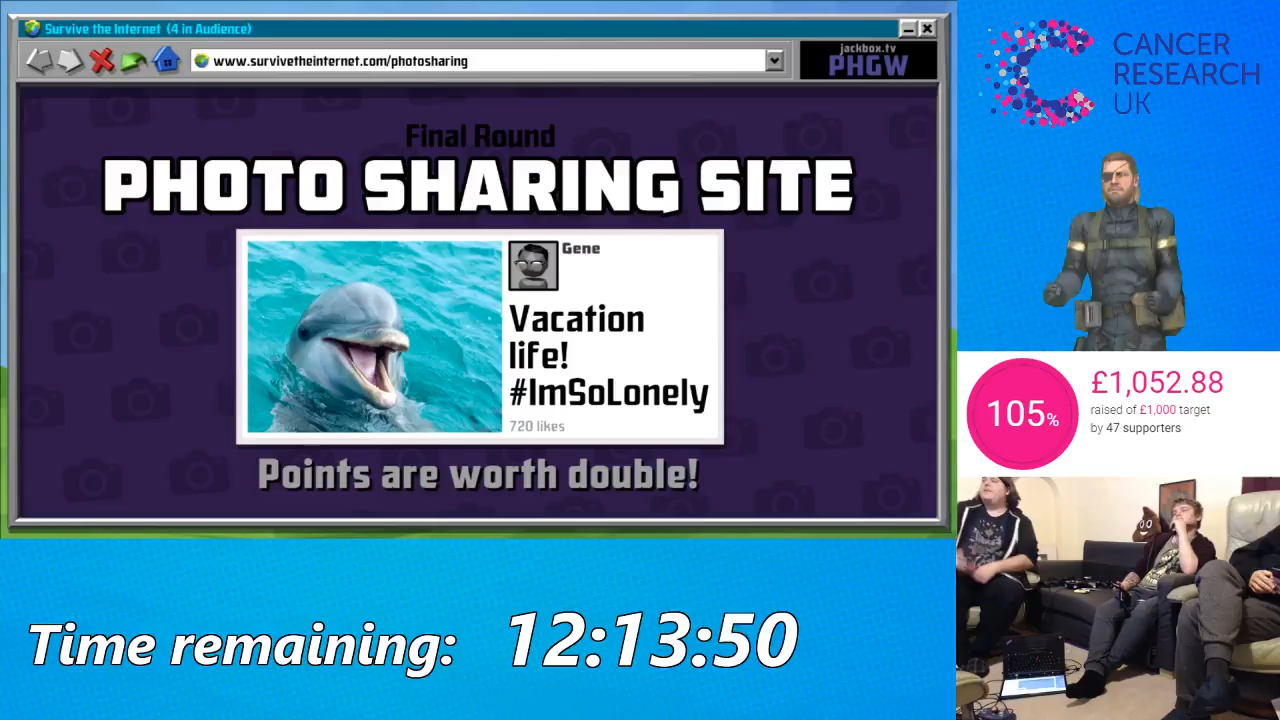 Survive the Internet (4 in Audience)
www.survivetheinternet.com/photosharing
jackbox.tv
PHGW
Final Round
PHOTO SHARING SITE
Gene
Vacation
life!
#ImSoLonely
720 likes
Points are worth double!
Time remaining: 12:13:50
CANCER
RESEARCH
UK
105%
£1,052.88
raised of £1,000 target
by 47 supporters